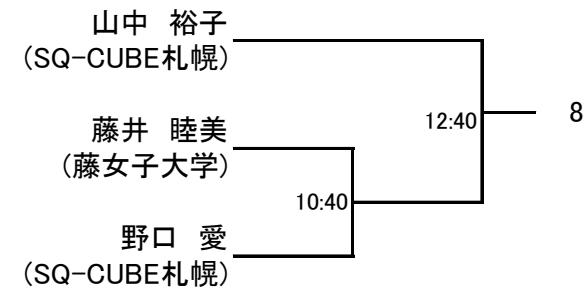 山中　裕子
(SQ-CUBE札幌)
12:40
8
藤井　睦美
(藤女子大学)
10:40
野口　愛
(SQ-CUBE札幌)